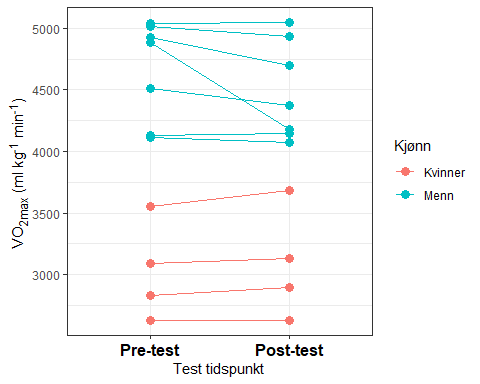 5000
4500
4000
3500
3000
VO2max (ml kg-1 min-1)
Pre-test Post-test
Test tidspunkt
Kjønn
Kvinner
Menn